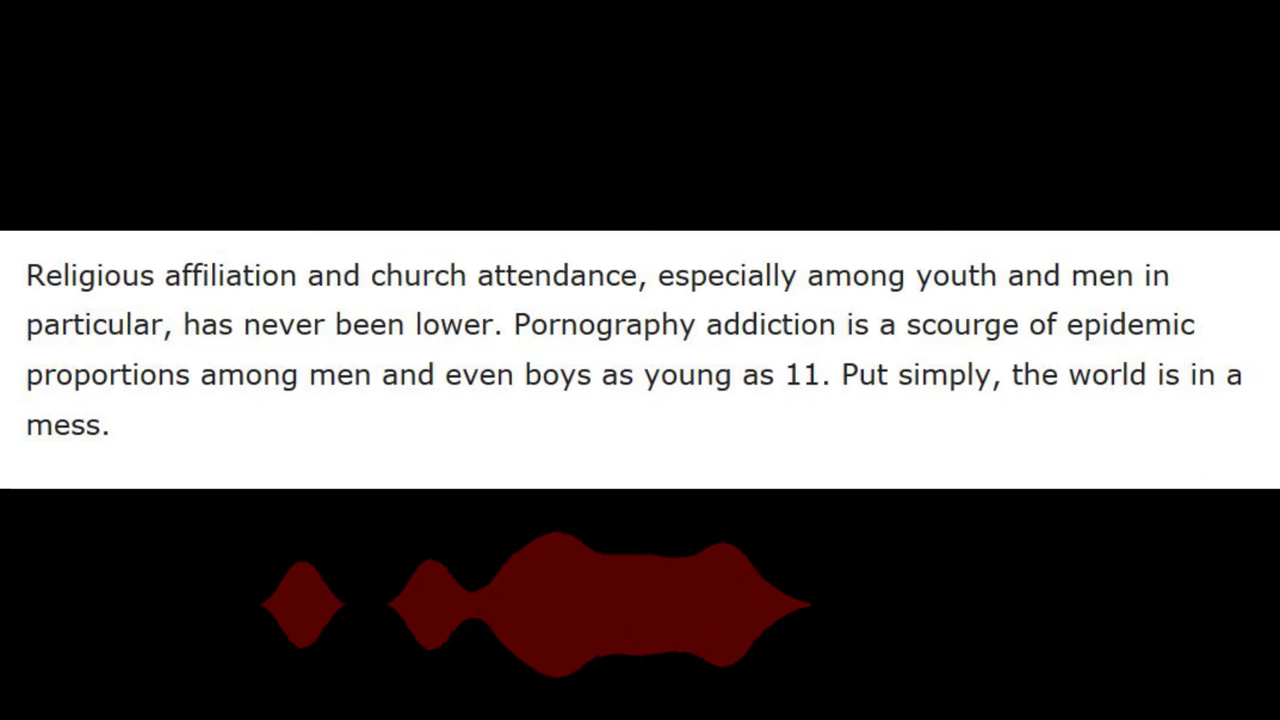 Religious affiliation and church attendance, especially among youth and men in
particular, has never been lower. Pornography addiction is a scourge of epidemic
proportions among men and even boys as young as 11. Put simply, the world is in a
mess.